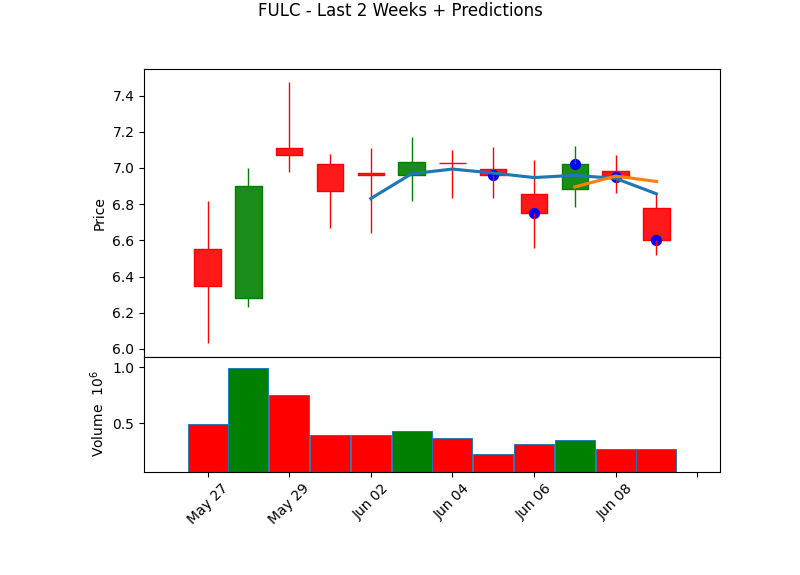 FULC - Last 2 Weeks + Predictions
7.4
7.2
7.0
6.8
6.6
6.4
6.2
6.0
Price
1.0
0.5
Volume 10⁶
May 27
May 29
Jun 02
Jun 04
Jun 06
Jun 08